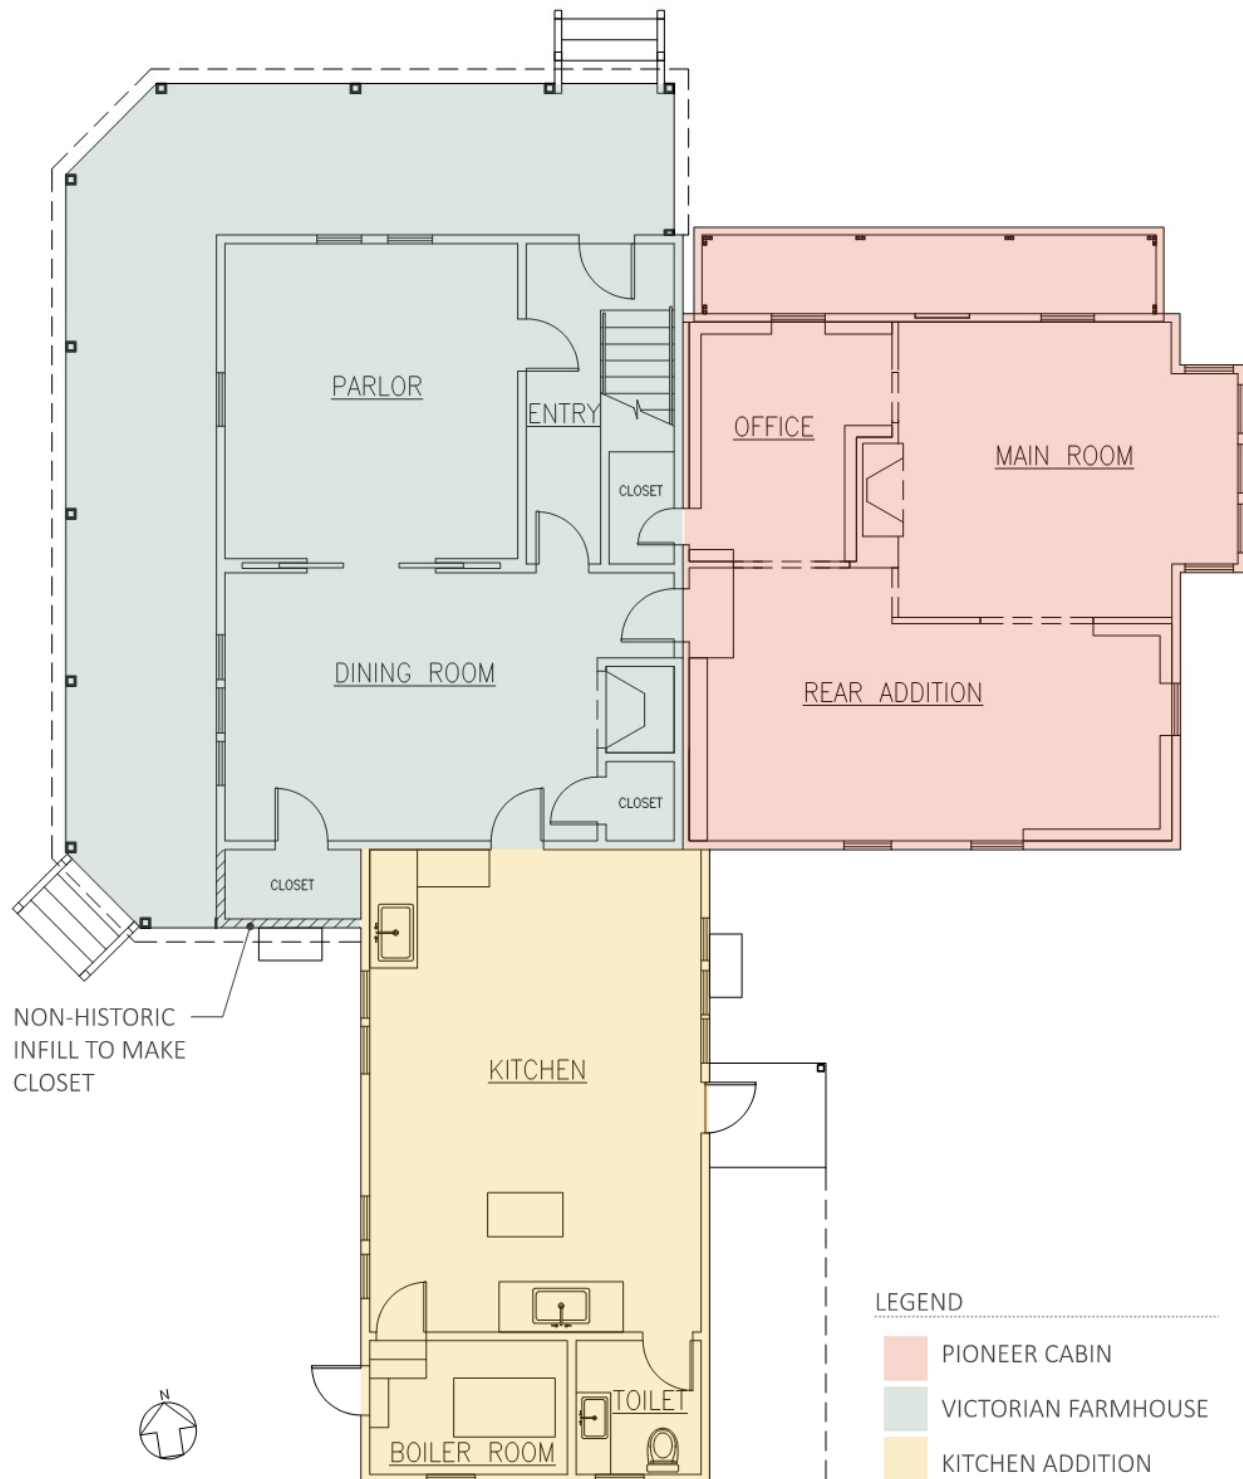 PARLOR
ENTRY
OFFICE
MAIN ROOM
CLOSET
DINING ROOM
REAR ADDITION
CLOSET
CLOSET
NON-HISTORIC
INFILL TO MAKE
CLOSET
KITCHEN
LEGEND
PIONEER CABIN
N
TOILET
VICTORIAN FARMHOUSE
BOILER ROOM
KITCHEN ADDITION